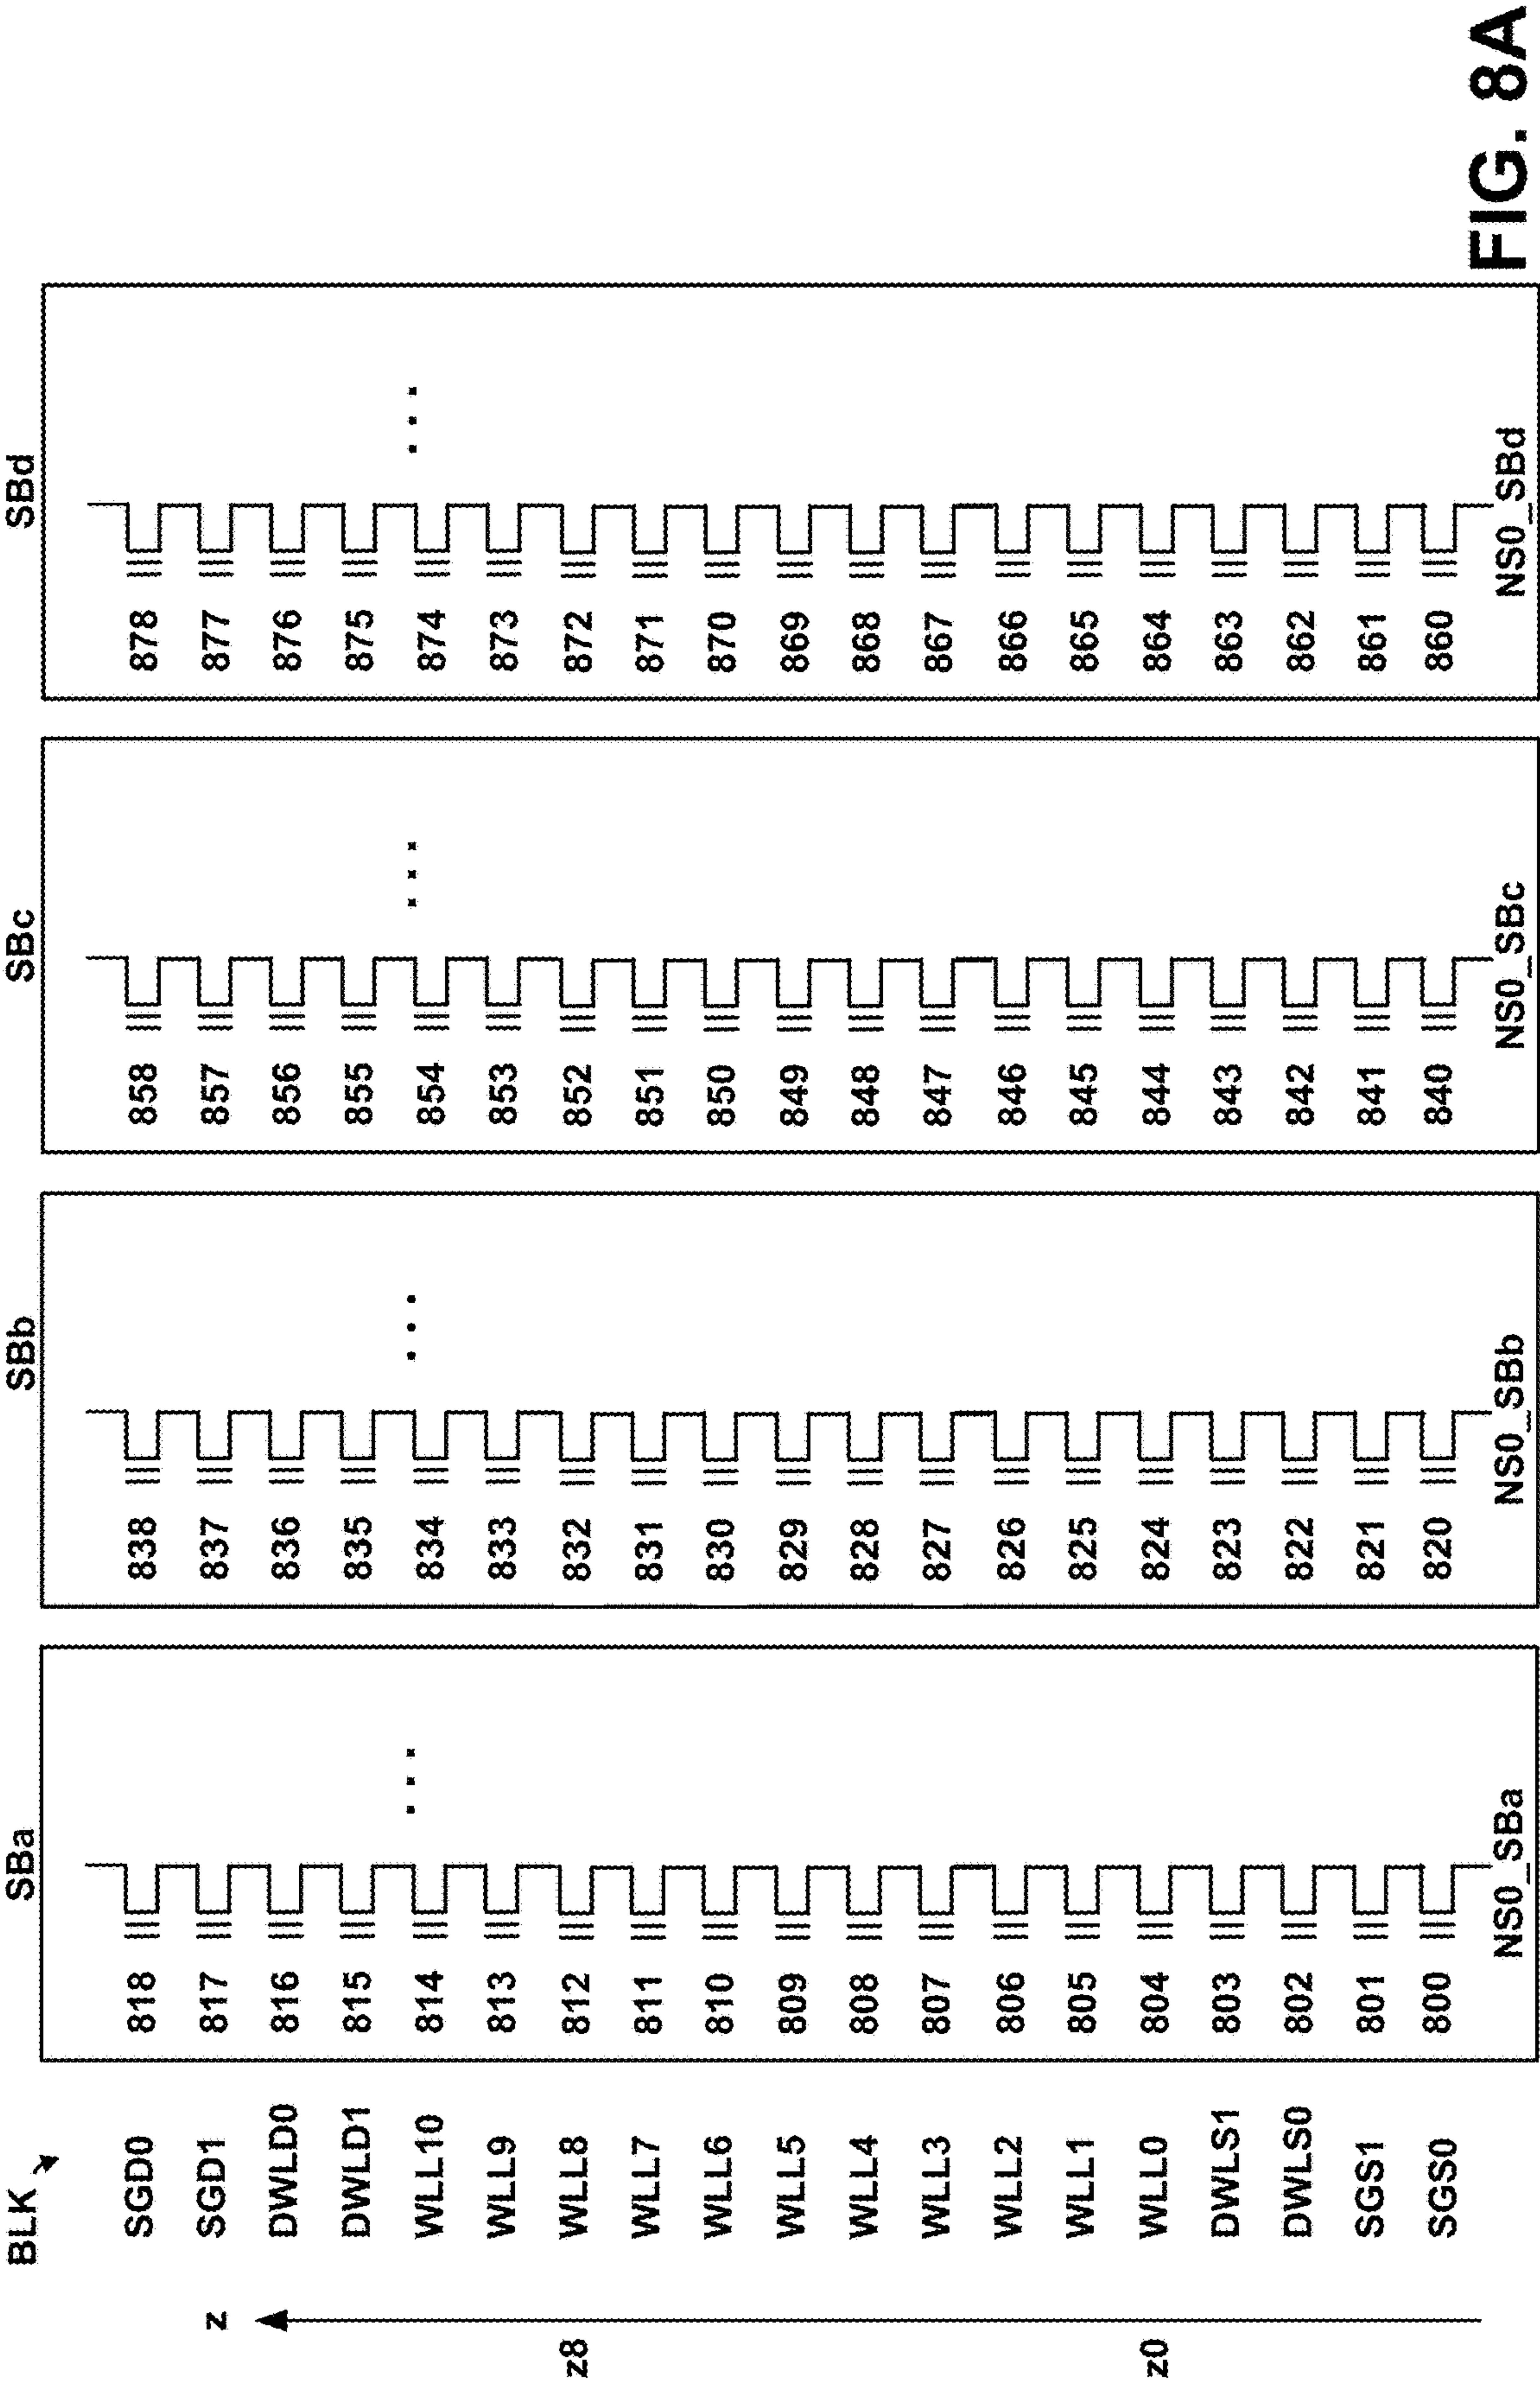 BLK SBa SBb SBc SBd
z
SGD0 818 838 858 878
SGD1 817 837 857 877
DWLD0 816 836 856 876
DWLD1 815 835 855 875
WLL10 814 834 854 874
WLL9 813 833 853 873
z8 WLL8 812 832 852 872
WLL7 811 831 851 871
WLL6 810 830 850 870
WLL5 809 829 849 869
WLL4 808 828 848 868
WLL3 807 827 847 867
WLL2 806 826 846 866
WLL1 805 825 845 865
z0 WLL0 804 824 844 864
DWLS1 803 823 843 863
DWLS0 802 822 842 862
SGS1 801 821 841 861
SGS0 800 820 840 860
NS0_SBa NS0_SBb NS0_SBc NS0_SBd
FIG. 8A